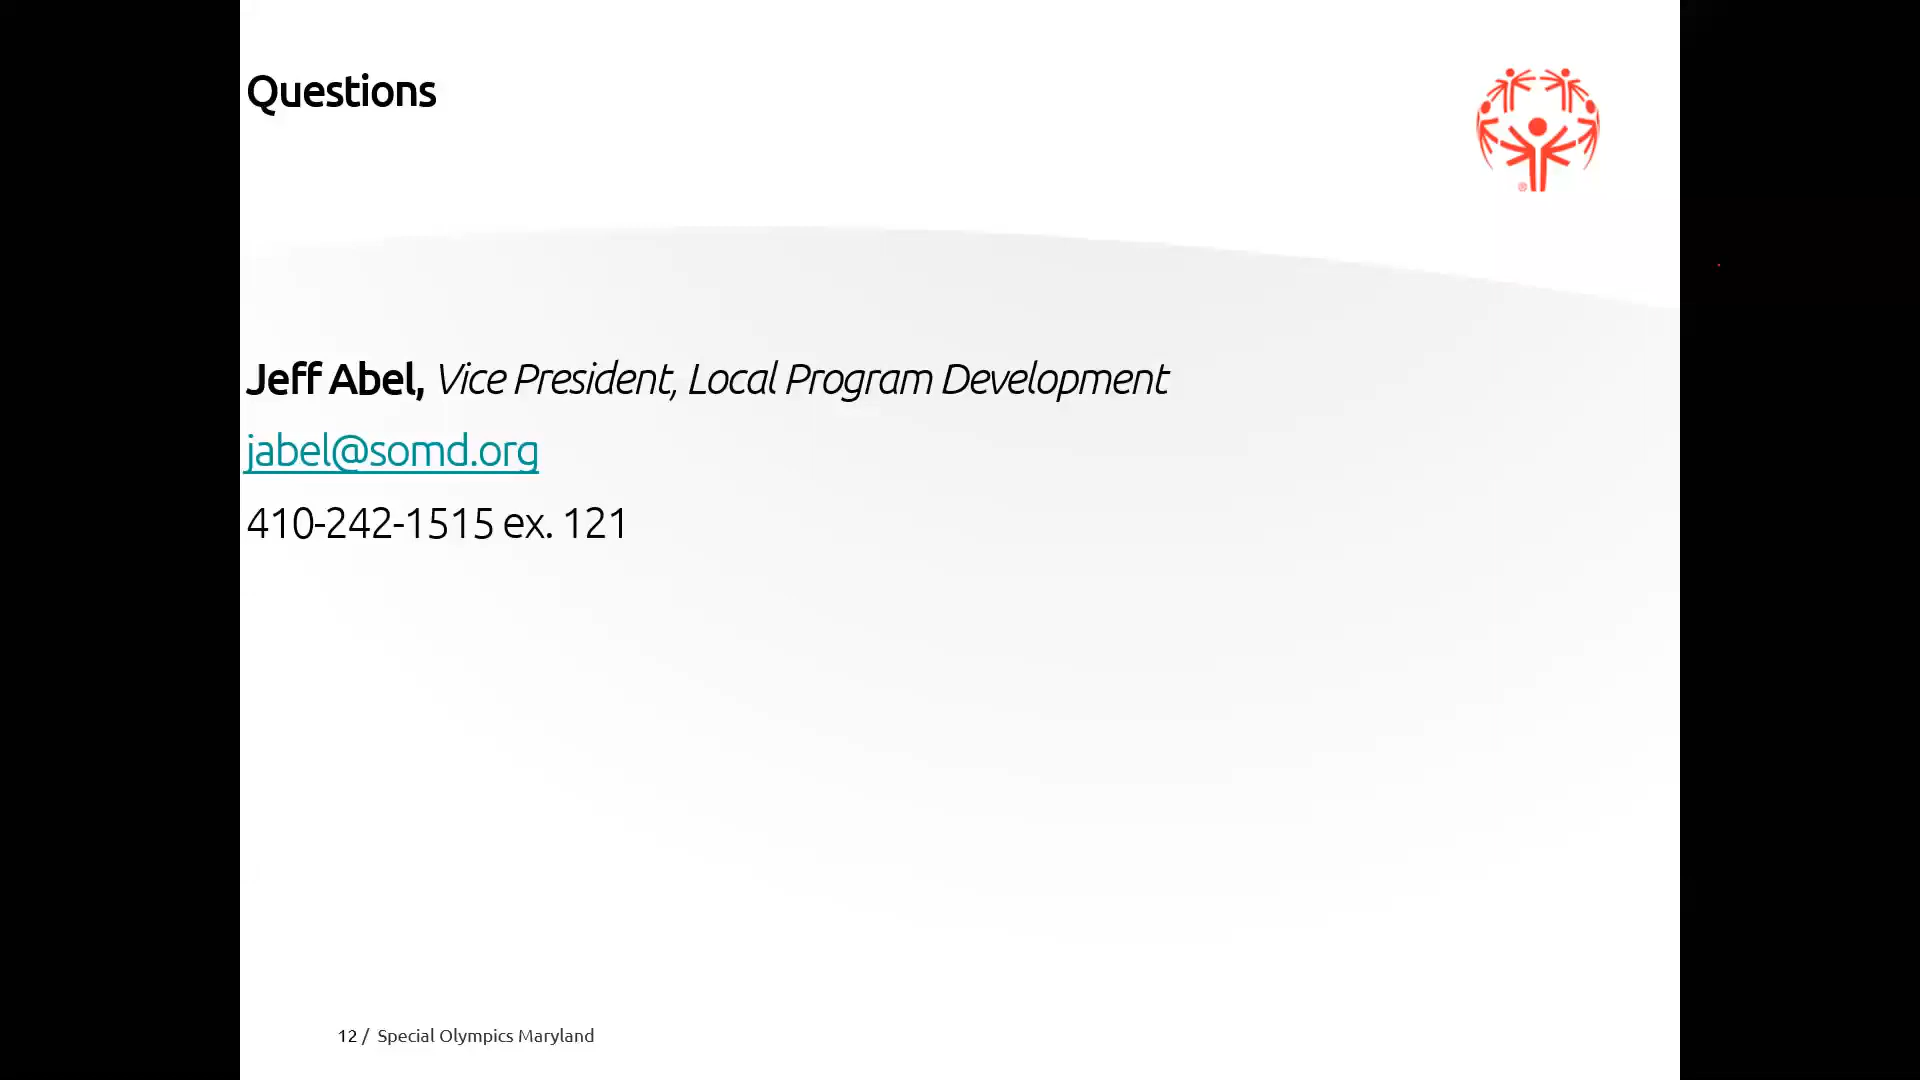 Questions
Jeff Abel, Vice President, Local Program Development
jabel@somd.org
410-242-1515 ex. 121
12 / Special Olympics Maryland